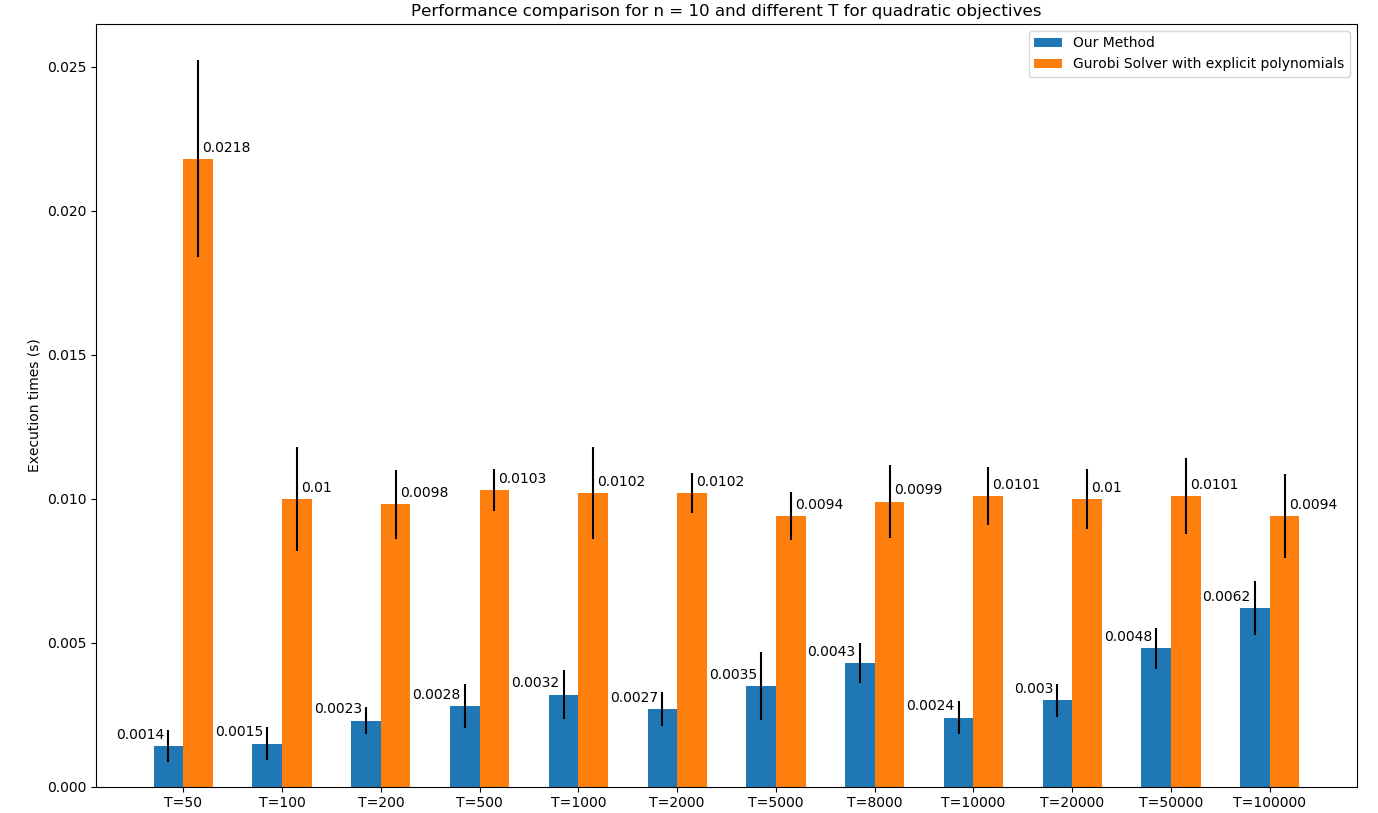 Performance comparison for n = 10 and different T for quadratic objectives
Our Method
Gurobi Solver with explicit polynomials
Execution times (s)
0.025
0.020
0.015
0.010
0.005
0.000
0.0014
0.0218
0.0015
0.01
0.0023
0.0098
0.0028
0.0103
0.0032
0.0102
0.0027
0.0102
0.0035
0.0094
0.0043
0.0099
0.0024
0.0101
0.003
0.01
0.0048
0.0101
0.0062
0.0094
T=50
T=100
T=200
T=500
T=1000
T=2000
T=5000
T=8000
T=10000
T=20000
T=50000
T=100000